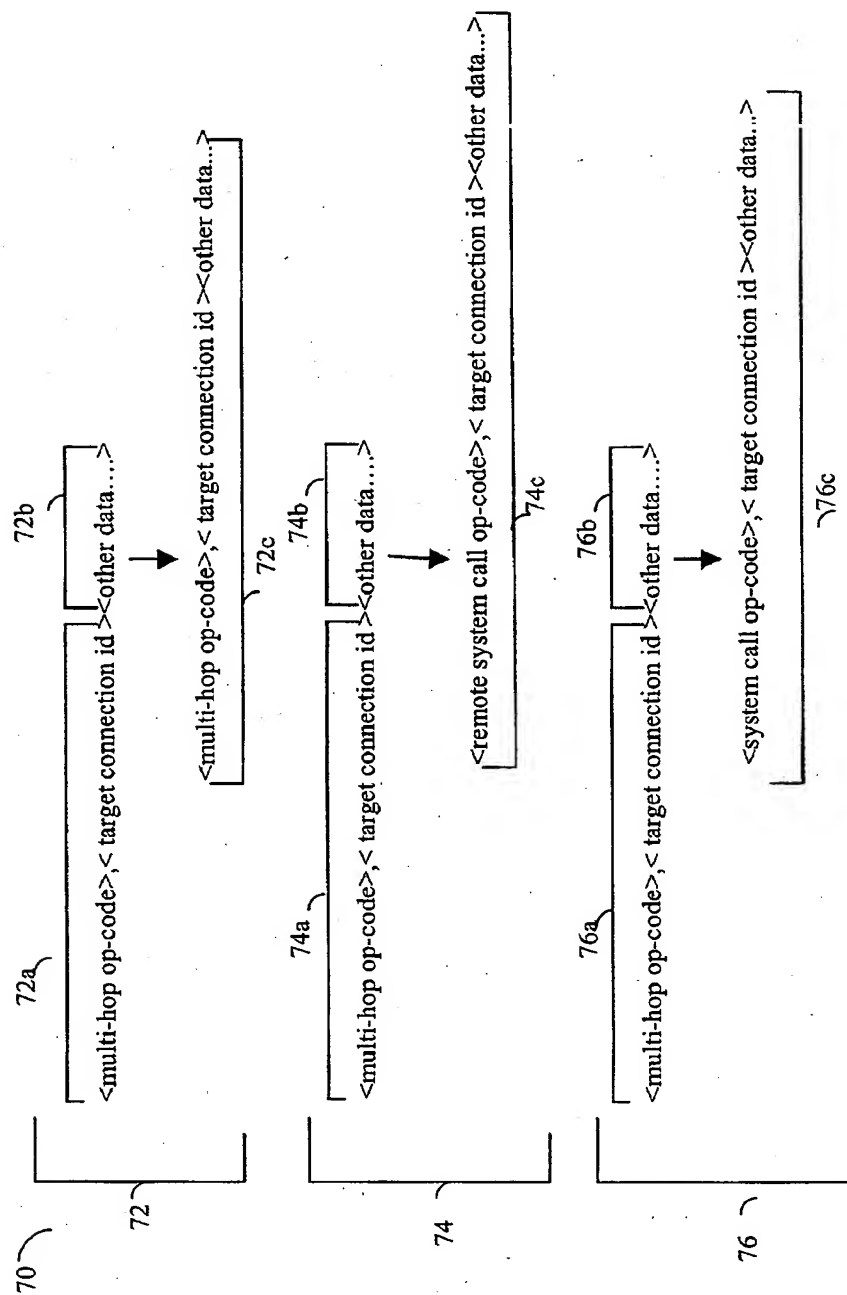 70
72
72a
72b
<multi-hop op-code>,< target connection id ><other data....>
<multi-hop op-code>,< target connection id ><other data...>
72c
74
74a
74b
<multi-hop op-code>,< target connection id ><other data....>
<remote system call op-code>,< target connection id ><other data...>
74c
76
76a
76b
<multi-hop op-code>,< target connection id ><other data....>
<system call op-code>,< target connection id ><other data...>
76c